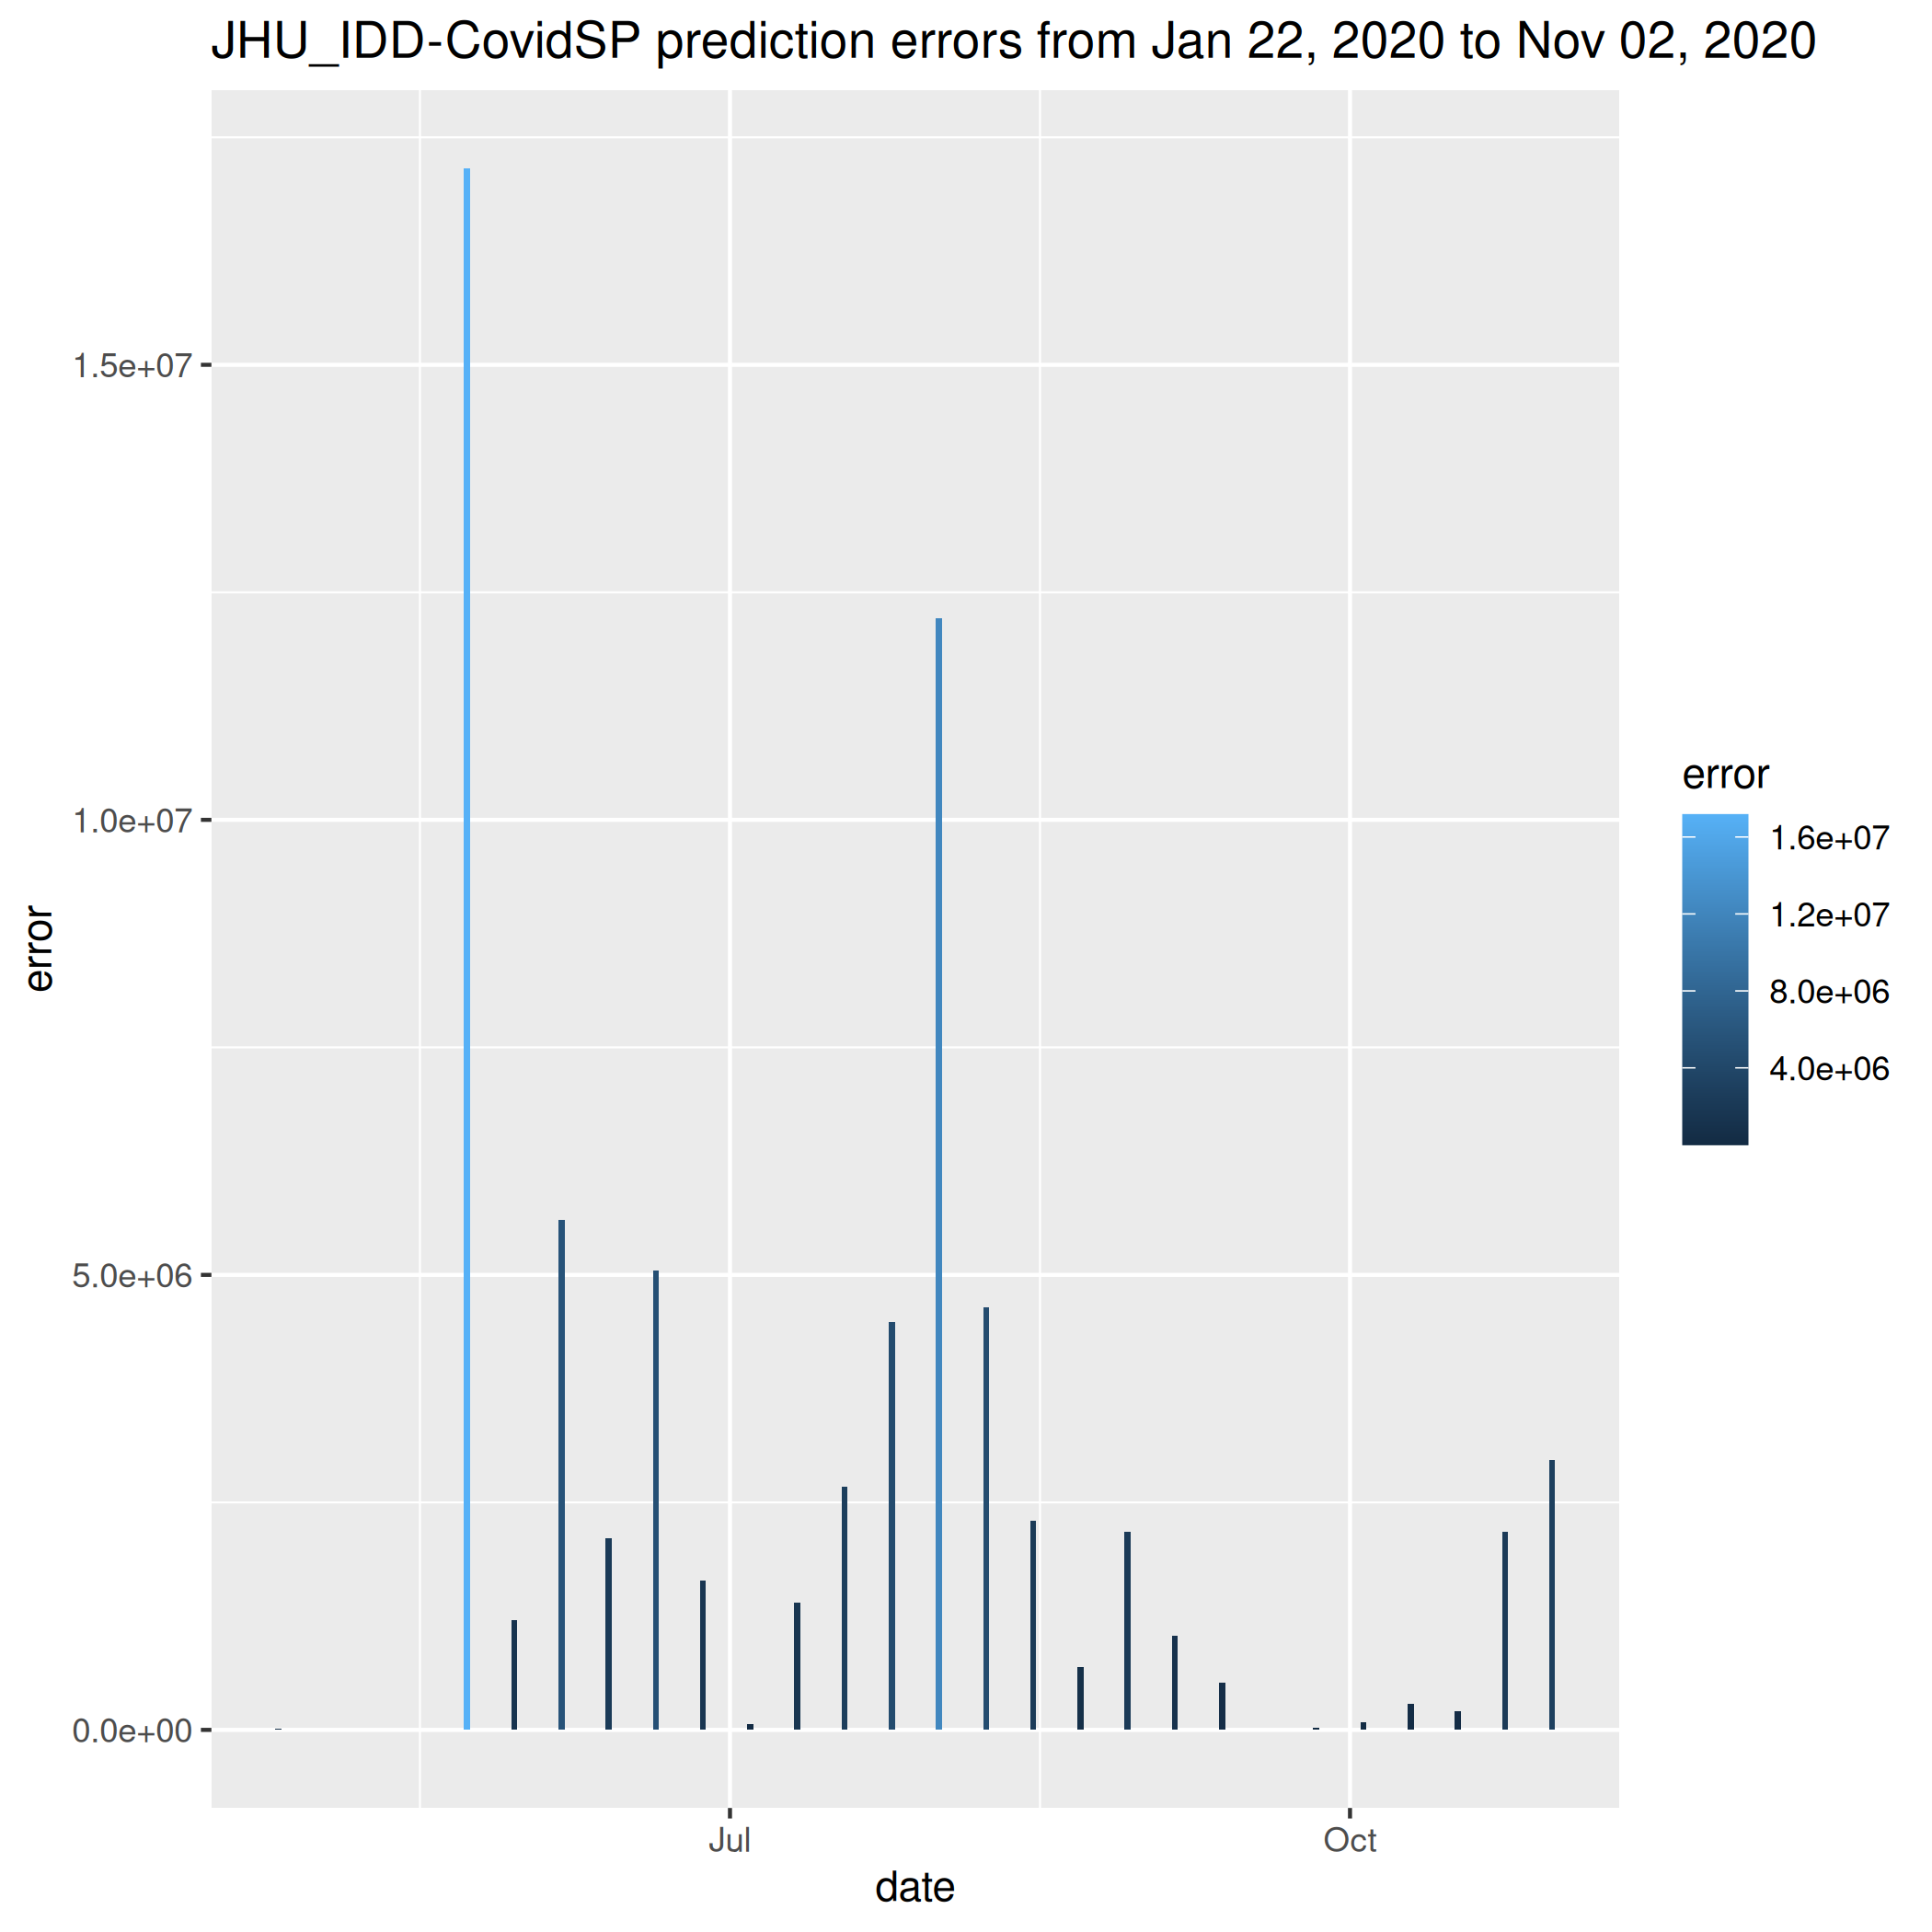 JHU_IDD-CovidSP prediction errors from Jan 22, 2020 to Nov 02, 2020
1.5e+07
1.0e+07
5.0e+06
0.0e+00
error
Jul
Oct
date
error
1.6e+07
1.2e+07
8.0e+06
4.0e+06